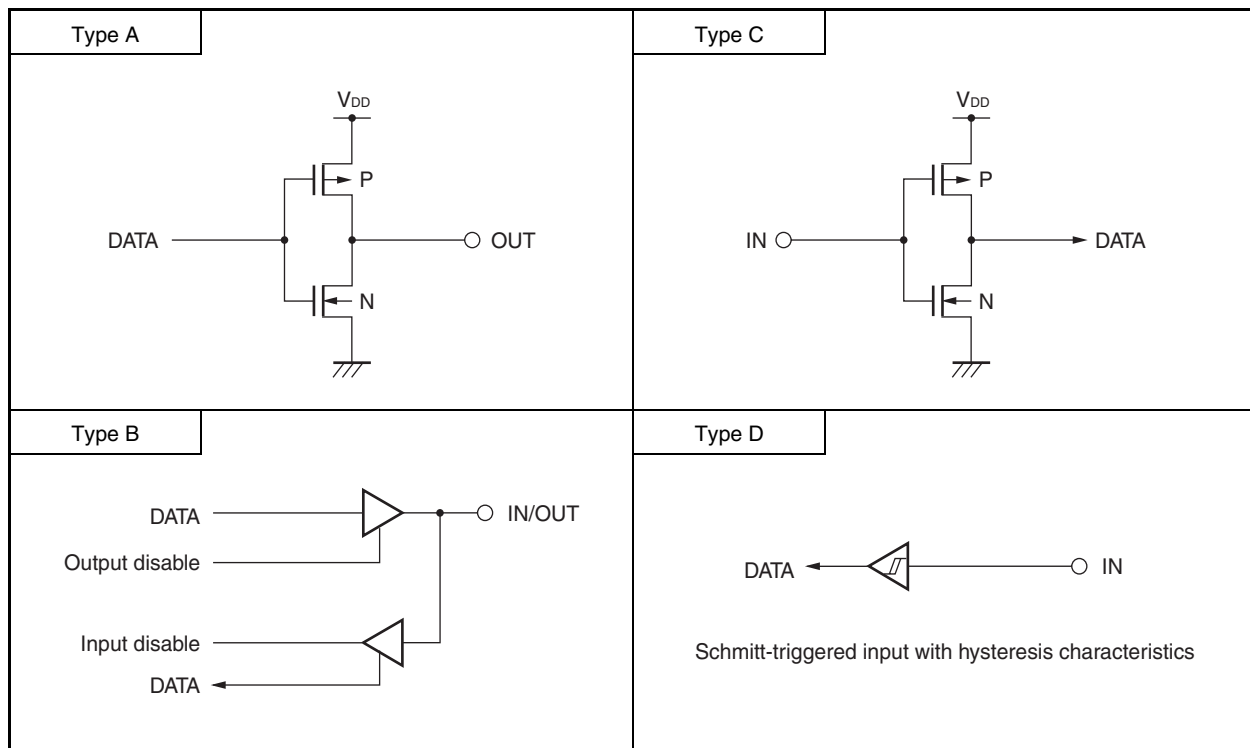 Type A
VDD
P
DATA
OUT
N
Type C
VDD
P
IN
DATA
N
Type B
DATA
IN/OUT
Output disable
Input disable
DATA
Type D
DATA
IN
Schmitt-triggered input with hysteresis characteristics